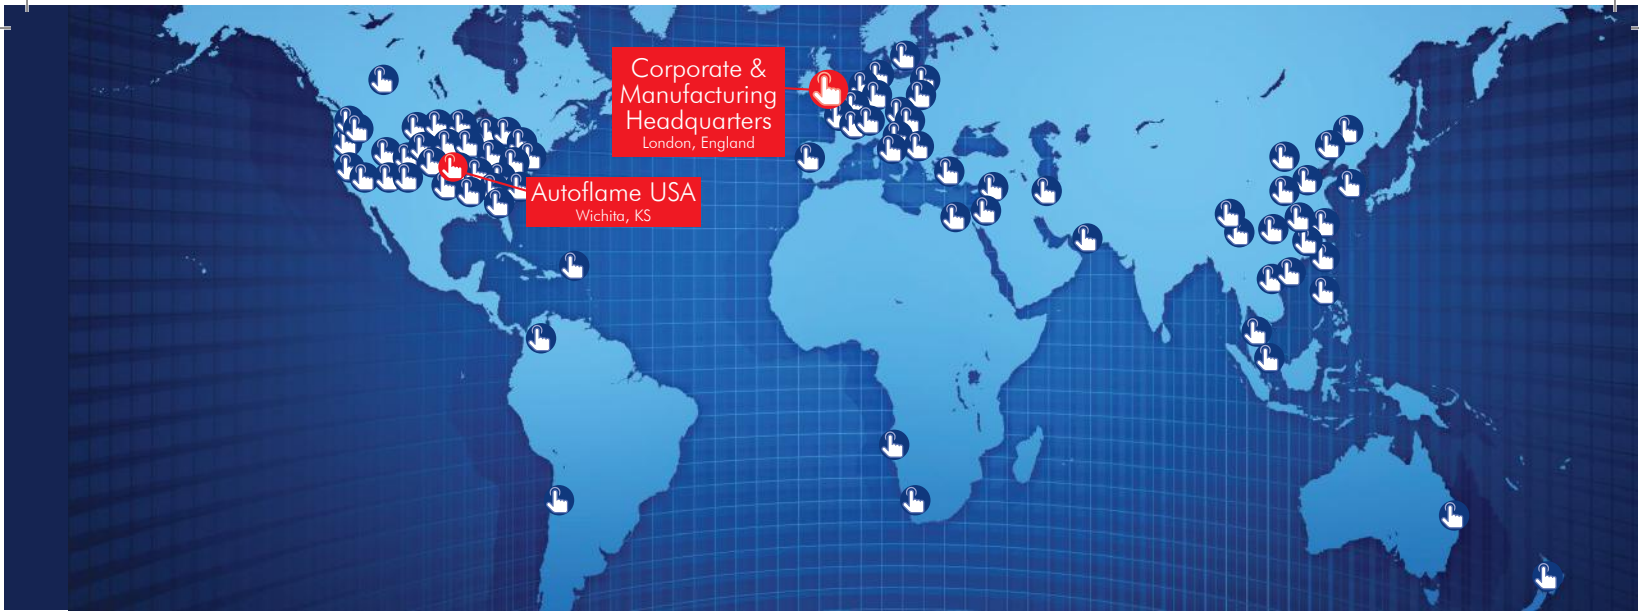 Corporate &
Manufacturing
Headquarters
London, England
Autoflame USA
Wichita, KS